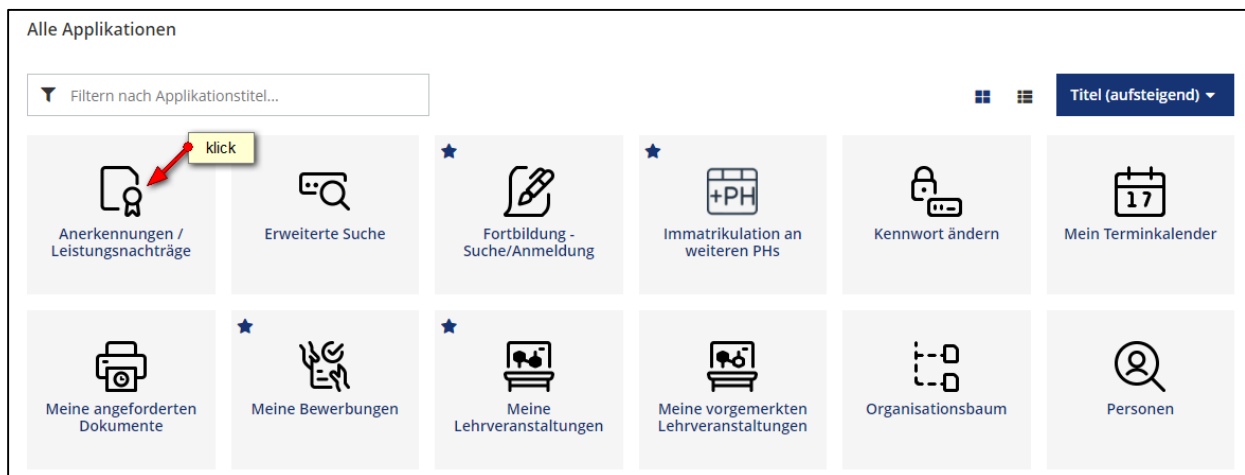 Alle Applikationen
Filtern nach Applikationstitel...
Titel (aufsteigend)
klick
Anerkennungen /
Leistungsnachträge
Erweiterte Suche
Fortbildung -
Suche/Anmeldung
+PH
Immatrikulation an
weiteren PHs
Kennwort ändern
17
Mein Terminkalender
Meine angeforderten
Dokumente
Meine Bewerbungen
Meine
Lehrveranstaltungen
Meine vorgemerkten
Lehrveranstaltungen
Organisationsbaum
Personen